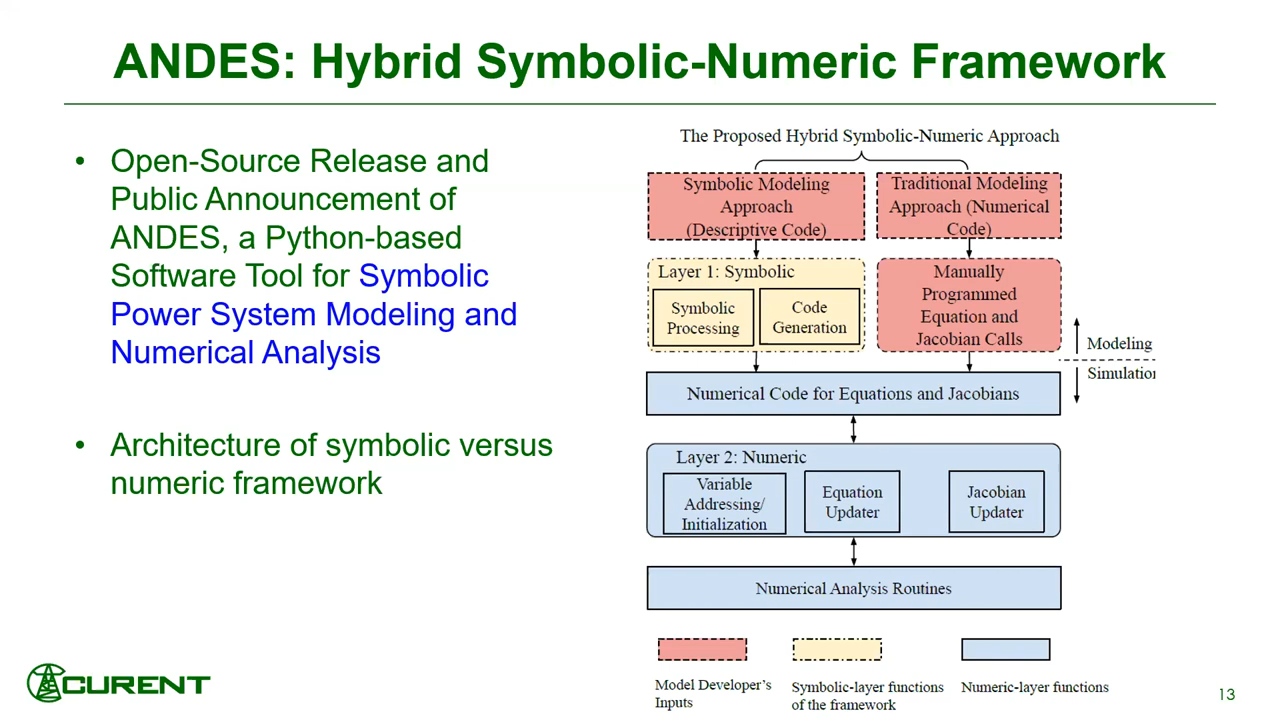 ANDES: Hybrid Symbolic-Numeric Framework
• Open-Source Release and
Public Announcement of
ANDES, a Python-based
Software Tool for Symbolic
Power System Modeling and
Numerical Analysis
• Architecture of symbolic versus
numeric framework
The Proposed Hybrid Symbolic-Numeric Approach
Symbolic Modeling
Approach
(Descriptive Code)
Traditional Modeling
Approach (Numerical
Code)
Layer 1: Symbolic
Symbolic
Processing
Code
Generation
Manually
Programmed
Equation and
Jacobian Calls
Modeling
Simulation
Numerical Code for Equations and Jacobians
Layer 2: Numeric
Variable
Addressing/
Initialization
Equation
Updater
Jacobian
Updater
Numerical Analysis Routines
Model Developer's
Inputs
Symbolic-layer functions
of the framework
Numeric-layer functions
CURENT
13